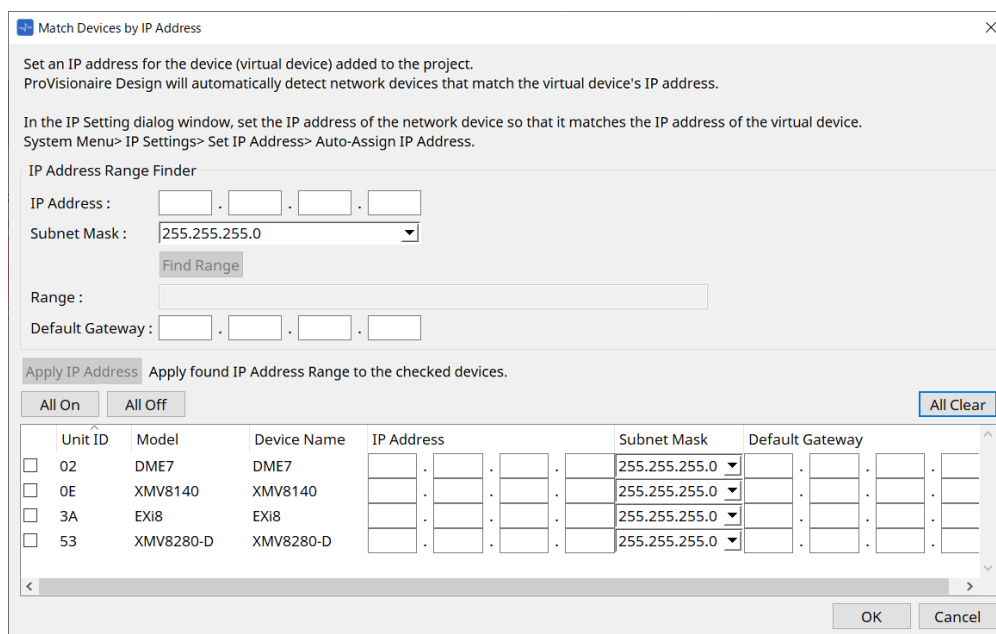 Match Devices by IP Address
Set an IP address for the device (virtual device) added to the project.
ProVisionaire Design will automatically detect network devices that match the virtual device's IP address.
In the IP Setting dialog window, set the IP address of the network device so that it matches the IP address of the virtual device.
System Menu> IP Settings> Set IP Address> Auto-Assign IP Address.
IP Address Range Finder
IP Address : . . .
Subnet Mask : 255.255.255.0
Find Range
Range :
Default Gateway : . . .
Apply IP Address Apply found IP Address Range to the checked devices.
All On All Off All Clear
Unit ID Model Device Name IP Address Subnet Mask Default Gateway
02 DME7 DME7 . . . 255.255.255.0 . . .
0E XMV8140 XMV8140 . . . 255.255.255.0 . . .
3A EXi8 EXi8 . . . 255.255.255.0 . . .
53 XMV8280-D XMV8280-D . . . 255.255.255.0 . . .
OK Cancel